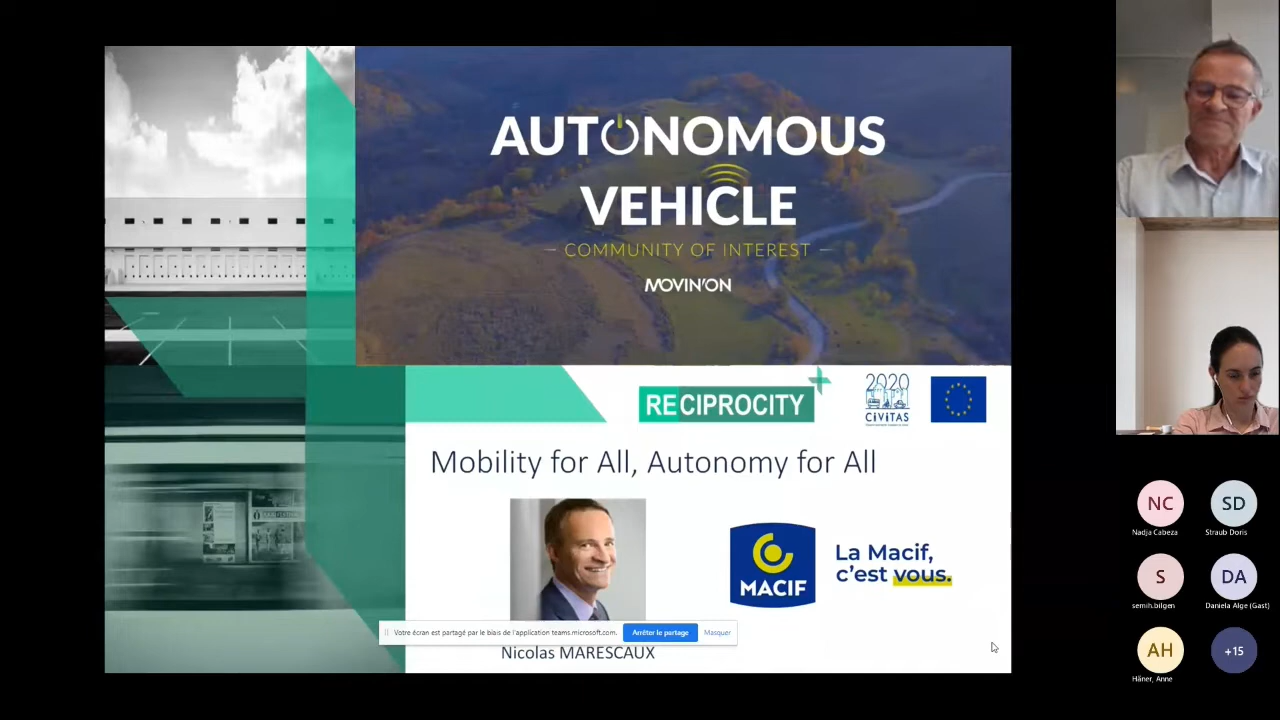 AUTONOMOUS
VEHICLE
COMMUNITY OF INTEREST
MOVIN'ON
RECIPROCITY
2020
CIVITAS
Mobility for All, Autonomy for All
MACIF
La Macif,
c'est vous.
Votre écran est partagé par le biais de l'application teams.microsoft.com.
Arrêter le partage
Masquer
Nicolas MARESCAUX
NC
SD
Nadja Cabeza
Straub Doris
S
DA
semih.bilgen
Daniela Alge (Gast)
AH
+15
Häner, Anne